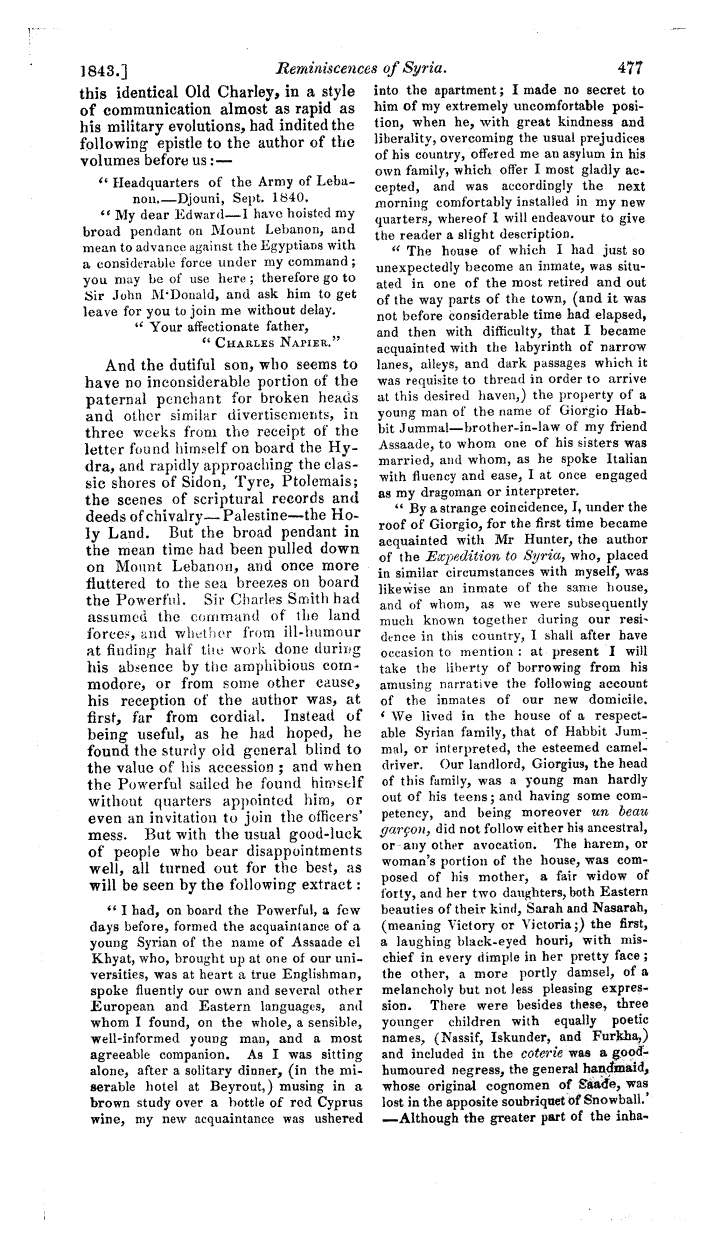 1843.] Reminiscences of Syria. 477
this identical Old Charley, in a style
of communication almost as rapid as
his military evolutions, had indited the
following epistle to the author of the
volumes before us:—
“ Headquarters of the Army of Leba-
non.—Djouni, Sept. 1840.
“ My dear Edward—I have hoisted my
broad pendant on Mount Lebanon, and
mean to advance against the Egyptians with
a considerable force under my command;
you may be of use here; therefore go to
Sir John M‘Donald, and ask him to get
leave for you to join me without delay.
“ Your affectionate father,
“ CHARLES NAPIER.”
And the dutiful son, who seems to
have no inconsiderable portion of the
paternal penchant for broken heads
and other similar divertisements, in
three weeks from the receipt of the
letter found himself on board the Hy-
dra, and rapidly approaching the clas-
sic shores of Sidon, Tyre, Ptolemais;
the scenes of scriptural records and
deeds of chivalry—Palestine—the Ho-
ly Land. But the broad pendant in
the mean time had been pulled down
on Mount Lebanon, and once more
fluttered to the sea breezes on board
the Powerful. Sir Charles Smith had
assumed the command of the land
forces, and whether from ill-humour
at finding half the work done during
his absence by the amphibious com-
modore, or from some other cause,
his reception of the author was, at
first, far from cordial. Instead of
being useful, as he had hoped, he
found the sturdy old general blind to
the value of his accession; and when
the Powerful sailed he found himself
without quarters appointed him, or
even an invitation to join the officers'
mess. But with the usual good-luck
of people who bear disappointments
well, all turned out for the best, as
will be seen by the following extract:
“ I had, on board the Powerful, a few
days before, formed the acquaintance of a
young Syrian of the name of Assaade el
Khyat, who, brought up at one of our uni-
versities, was at heart a true Englishman,
spoke fluently our own and several other
European and Eastern languages, and
whom I found, on the whole, a sensible,
well-informed young man, and a most
agreeable companion. As I was sitting
alone, after a solitary dinner, (in the mi-
serable hotel at Beyrout,) musing in a
brown study over a bottle of red Cyprus
wine, my new acquaintance was ushered
into the apartment; I made no secret to
him of my extremely uncomfortable posi-
tion, when he, with great kindness and
liberality, overcoming the usual prejudices
of his country, offered me an asylum in his
own family, which offer I most gladly ac-
cepted, and was accordingly the next
morning comfortably installed in my new
quarters, whereof I will endeavour to give
the reader a slight description.
“ The house of which I had just so
unexpectedly become an inmate, was situ-
ated in one of the most retired and out
of the way parts of the town, (and it was
not before considerable time had elapsed,
and then with difficulty, that I became
acquainted with the labyrinth of narrow
lanes, alleys, and dark passages which it
was requisite to thread in order to arrive
at this desired haven,) the property of a
young man of the name of Giorgio Hab-
bit Jummal—brother-in-law of my friend
Assaade, to whom one of his sisters was
married, and whom, as he spoke Italian
with fluency and ease, I at once engaged
as my dragoman or interpreter.
“ By a strange coincidence, I, under the
roof of Giorgio, for the first time became
acquainted with Mr Hunter, the author
of the Expedition to Syria, who, placed
in similar circumstances with myself, was
likewise an inmate of the same house,
and of whom, as we were subsequently
much known together during our resi-
dence in this country, I shall after have
occasion to mention: at present I will
take the liberty of borrowing from his
amusing narrative the following account
of the inmates of our new domicile.
‘ We lived in the house of a respect-
able Syrian family, that of Habbit Jum-
mal, or interpreted, the esteemed camel-
driver. Our landlord, Giorgius, the head
of this family, was a young man hardly
out of his teens; and having some com-
petency, and being moreover un beau
garçon, did not follow either his ancestral,
or any other avocation. The harem, or
woman's portion of the house, was com-
posed of his mother, a fair widow of
forty, and her two daughters, both Eastern
beauties of their kind, Sarah and Nasarah,
(meaning Victory or Victoria;) the first,
a laughing black-eyed houri, with mis-
chief in every dimple in her pretty face;
the other, a more portly damsel, of a
melancholy but not less pleasing expres-
sion. There were besides these, three
younger children with equally poetic
names, (Nassif, Iskunder, and Furkha,)
and included in the coterie was a good-
humoured negress, the general handmaid,
whose original cognomen of Saade, was
lost in the apposite soubriquet of Snowball.’
—Although the greater part of the inha-